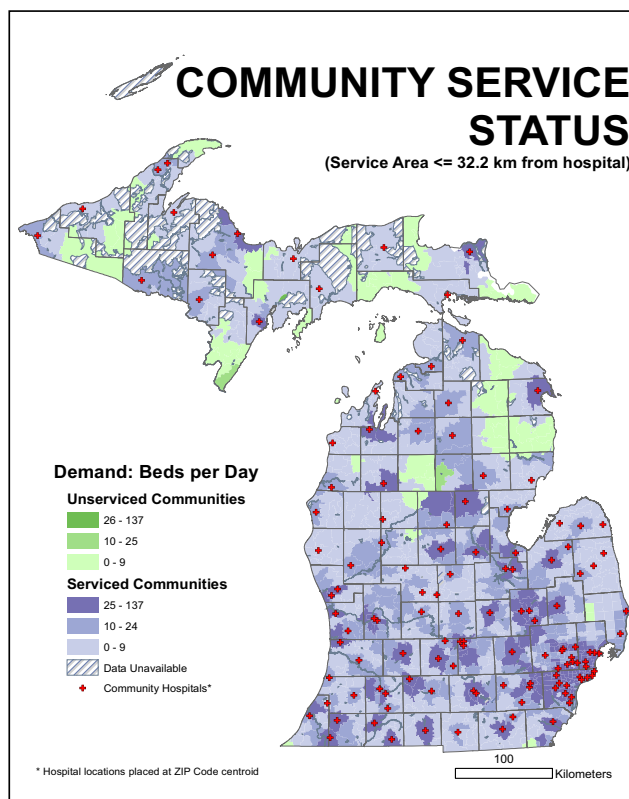 COMMUNITY SERVICE
STATUS
(Service Area <= 32.2 km from hospital)
Demand: Beds per Day
Unserviced Communities
26 - 137
10 - 25
0 - 9
Serviced Communities
25 - 137
10 - 24
0 - 9
Data Unavailable
Community Hospitals*
* Hospital locations placed at ZIP Code centroid
100
Kilometers